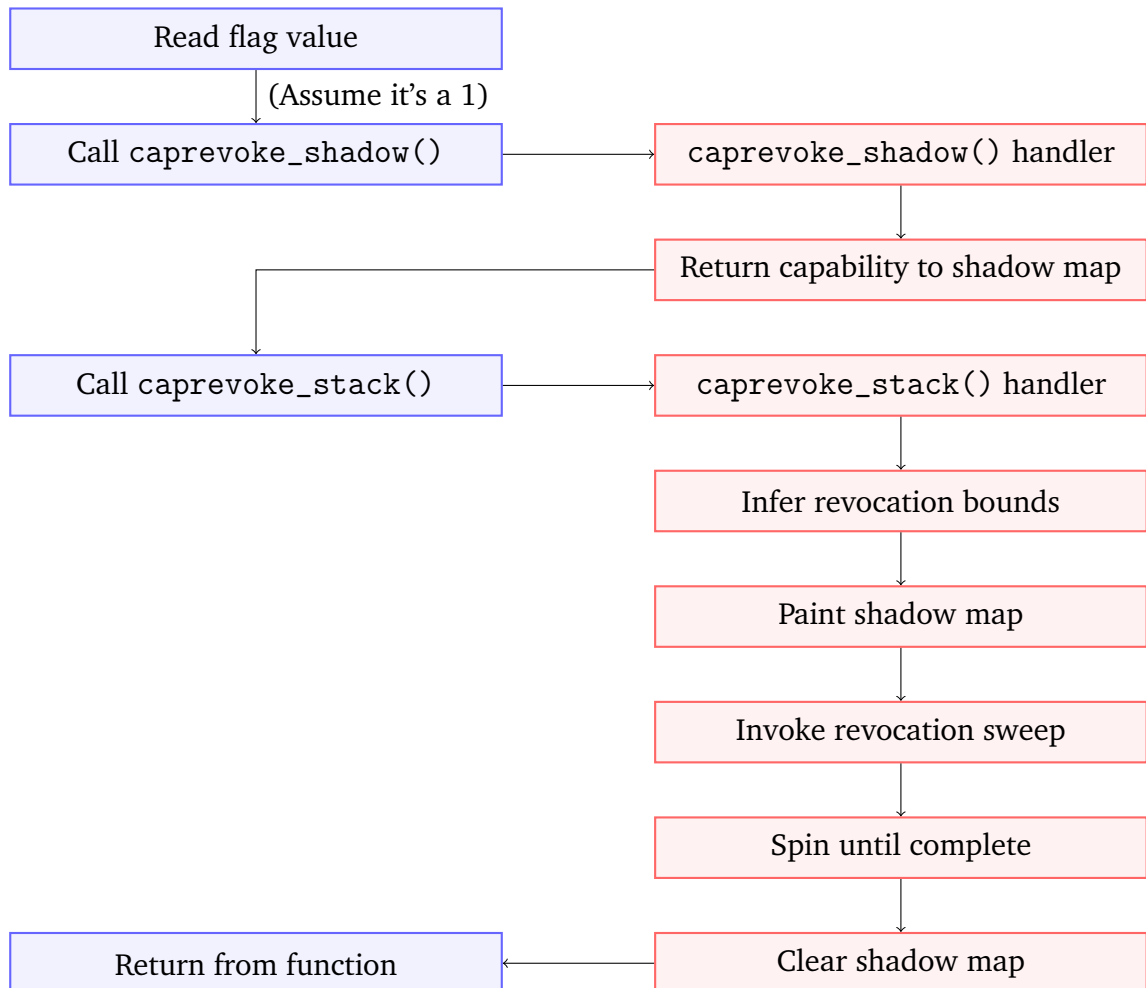 Read flag value
(Assume it's a 1)
Call caprevoke_shadow()
caprevoke_shadow() handler
Return capability to shadow map
Call caprevoke_stack()
caprevoke_stack() handler
Infer revocation bounds
Paint shadow map
Invoke revocation sweep
Spin until complete
Return from function
Clear shadow map